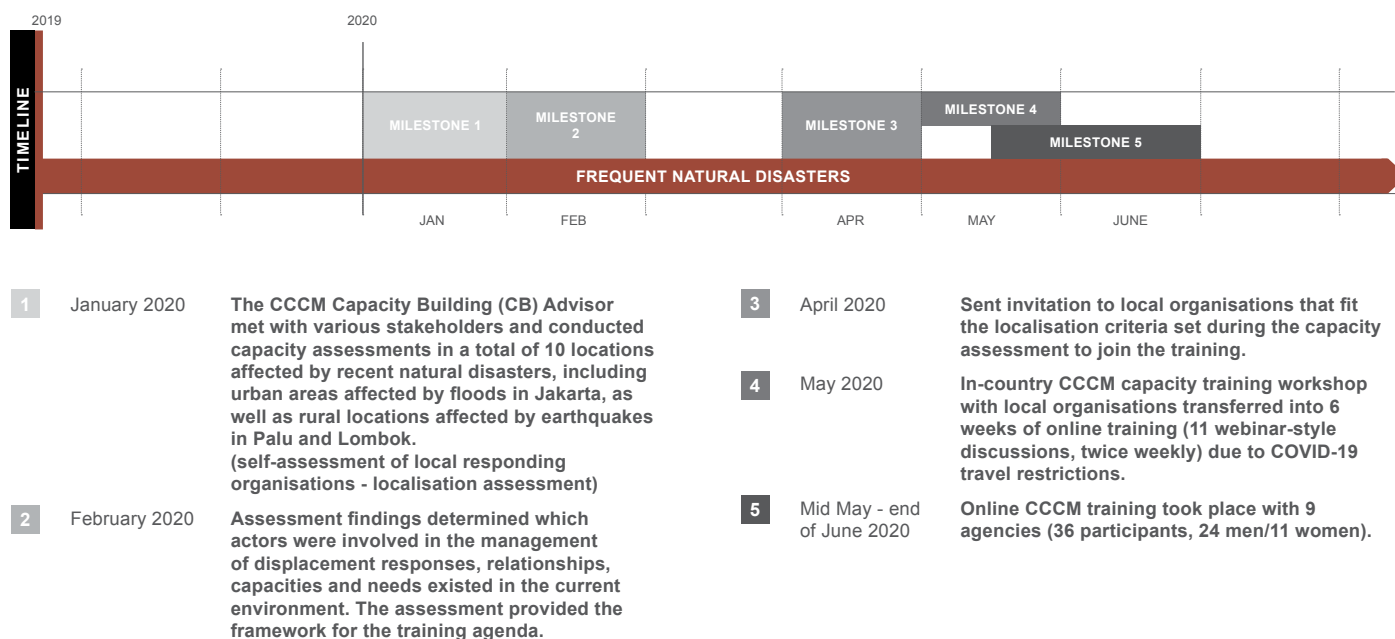 2019
2020
TIMELINE
MILESTONE 1
MILESTONE
2
MILESTONE 3
MILESTONE 4
MILESTONE 5
FREQUENT NATURAL DISASTERS
JAN
FEB
APR
MAY
JUNE
1
January 2020
The CCCM Capacity Building (CB) Advisor
met with various stakeholders and conducted
capacity assessments in a total of 10 locations
affected by recent natural disasters, including
urban areas affected by floods in Jakarta, as
well as rural locations affected by earthquakes
in Palu and Lombok.
(self-assessment of local responding
organisations - localisation assessment)
2
February 2020
Assessment findings determined which
actors were involved in the management
of displacement responses, relationships,
capacities and needs existed in the current
environment. The assessment provided the
framework for the training agenda.
3
April 2020
Sent invitation to local organisations that fit
the localisation criteria set during the capacity
assessment to join the training.
4
May 2020
In-country CCCM capacity training workshop
with local organisations transferred into 6
weeks of online training (11 webinar-style
discussions, twice weekly) due to COVID-19
travel restrictions.
5
Mid May - end
of June 2020
Online CCCM training took place with 9
agencies (36 participants, 24 men/11 women).